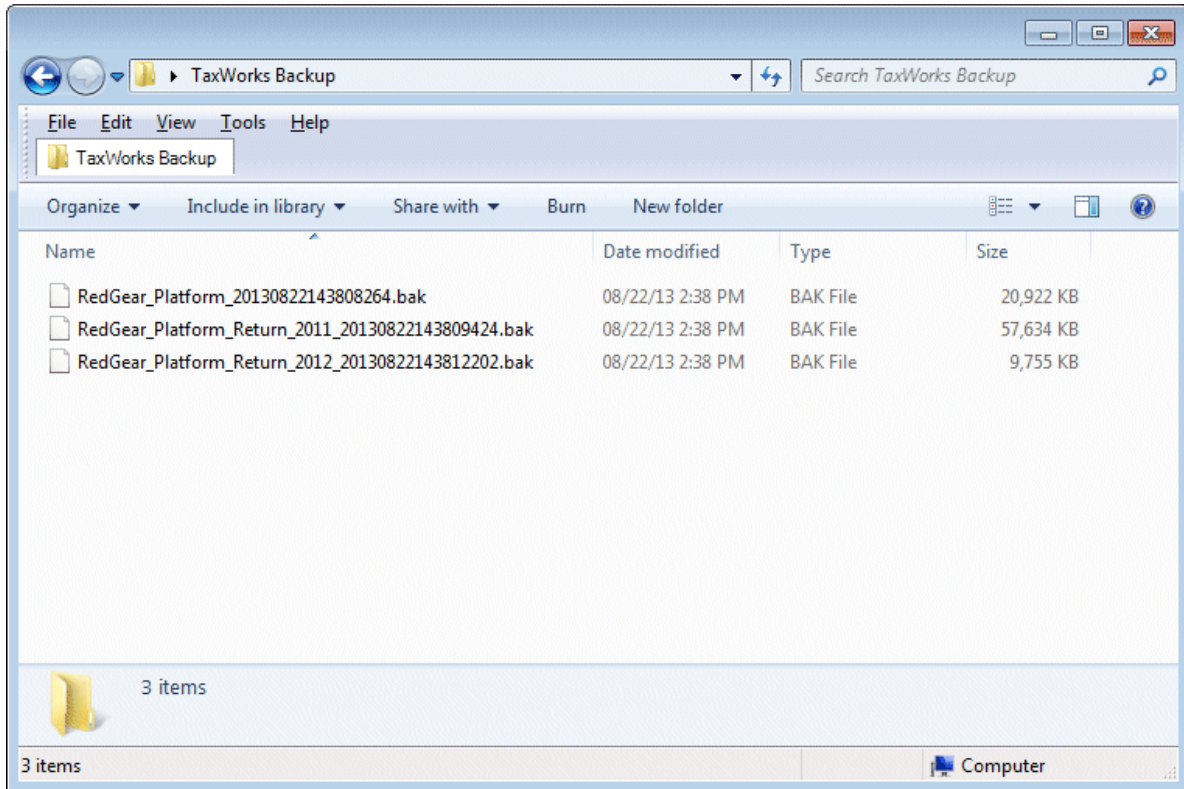 TaxWorks Backup
Search TaxWorks Backup
File Edit View Tools Help
TaxWorks Backup
Organize Include in library Share with Burn New folder
Name Date modified Type Size
RedGear_Platform_20130822143808264.bak 08/22/13 2:38 PM BAK File 20,922 KB
RedGear_Platform_Return_2011_20130822143809424.bak 08/22/13 2:38 PM BAK File 57,634 KB
RedGear_Platform_Return_2012_20130822143812202.bak 08/22/13 2:38 PM BAK File 9,755 KB
3 items
3 items Computer